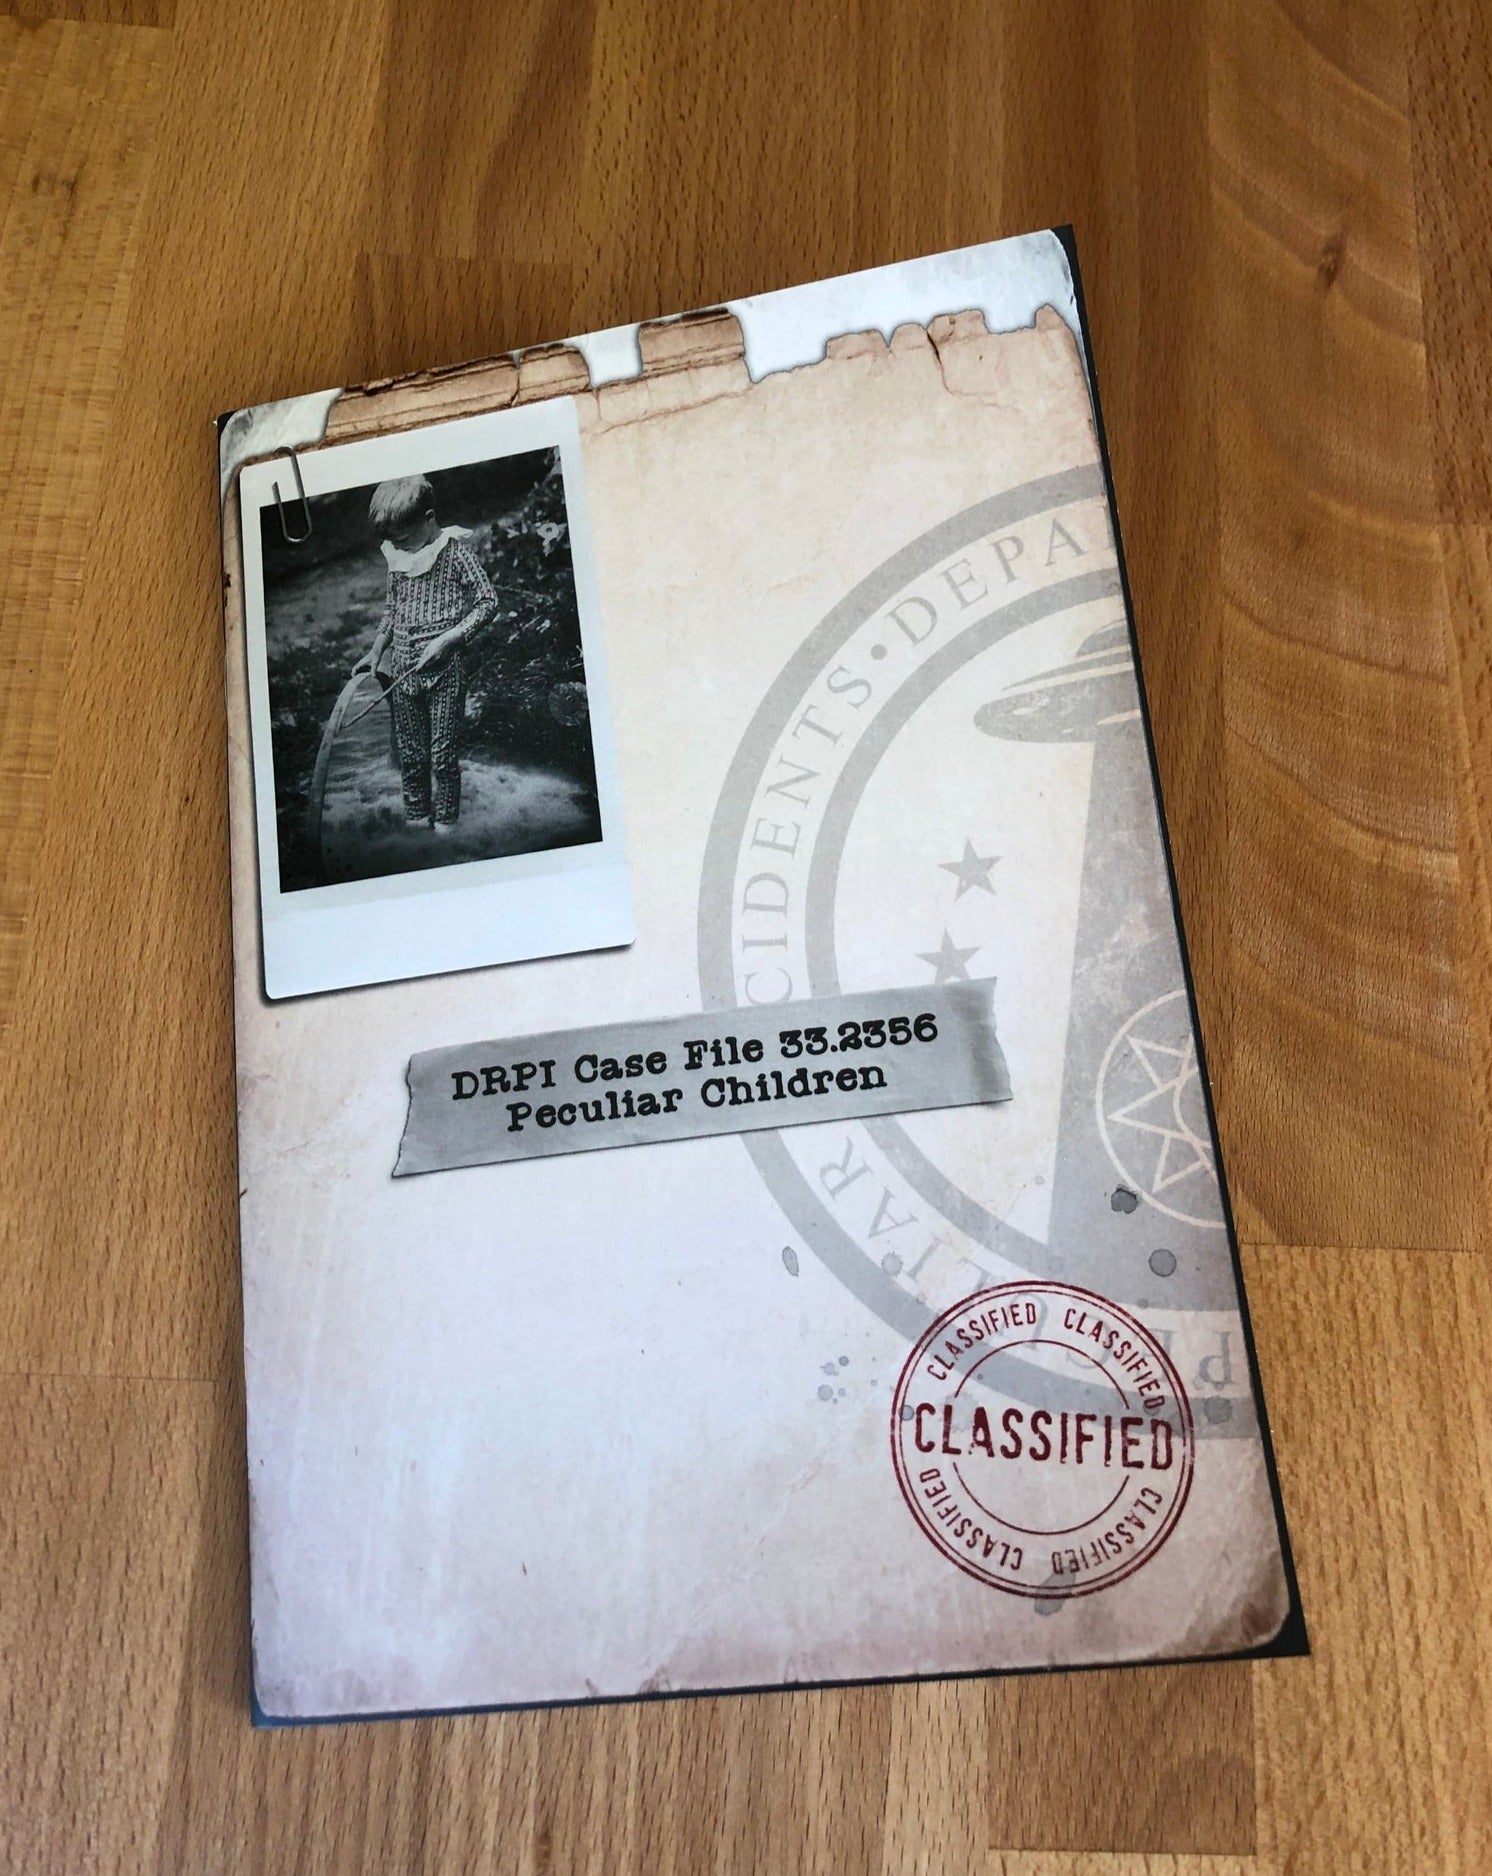 DRPI Case File 33.2356
Peculiar Children
CIDENTS • DEPA
CLASSIFIED CLASSIFIED
CLASSIFIED
CLASSIFIED CLASSIFIED